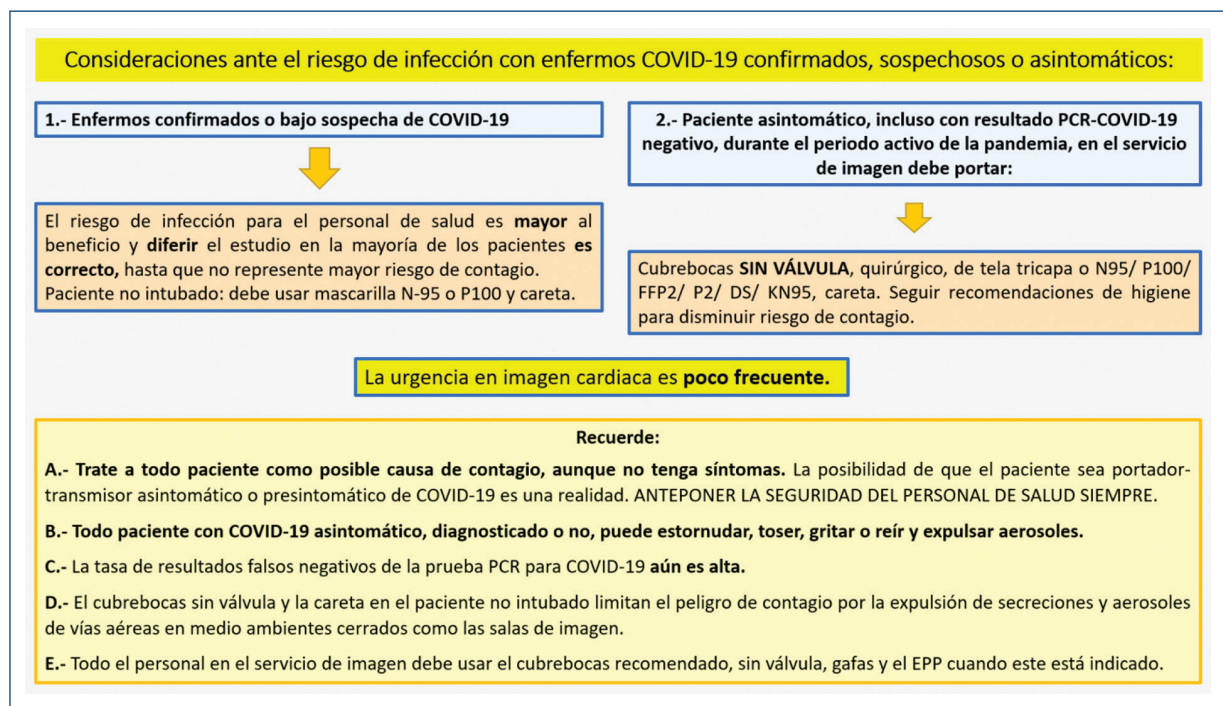 Consideraciones ante el riesgo de infección con enfermos COVID-19 confirmados, sospechosos o asintomáticos:
1.- Enfermos confirmados o bajo sospecha de COVID-19
El riesgo de infección para el personal de salud es mayor al
beneficio y diferir el estudio en la mayoría de los pacientes es
correcto, hasta que no represente mayor riesgo de contagio.
Paciente no intubado: debe usar mascarilla N-95 o P100 y careta.
2.- Paciente asintomático, incluso con resultado PCR-COVID-19
negativo, durante el periodo activo de la pandemia, en el servicio
de imagen debe portar:
Cubrebocas SIN VÁLVULA, quirúrgico, de tela tricapa o N95/ P100/
FFP2/ P2/ DS/ KN95, careta. Seguir recomendaciones de higiene
para disminuir riesgo de contagio.
La urgencia en imagen cardiaca es poco frecuente.
Recuerde:
A.- Trate a todo paciente como posible causa de contagio, aunque no tenga síntomas. La posibilidad de que el paciente sea portador-
transmisor asintomático o presintomático de COVID-19 es una realidad. ANTEPONER LA SEGURIDAD DEL PERSONAL DE SALUD SIEMPRE.
B.- Todo paciente con COVID-19 asintomático, diagnosticado o no, puede estornudar, toser, gritar o reír y expulsar aerosoles.
C.- La tasa de resultados falsos negativos de la prueba PCR para COVID-19 aún es alta.
D.- El cubrebocas sin válvula y la careta en el paciente no intubado limitan el peligro de contagio por la expulsión de secreciones y aerosoles
de vías aéreas en medio ambientes cerrados como las salas de imagen.
E.- Todo el personal en el servicio de imagen debe usar el cubrebocas recomendado, sin válvula, gafas y el EPP cuando este está indicado.